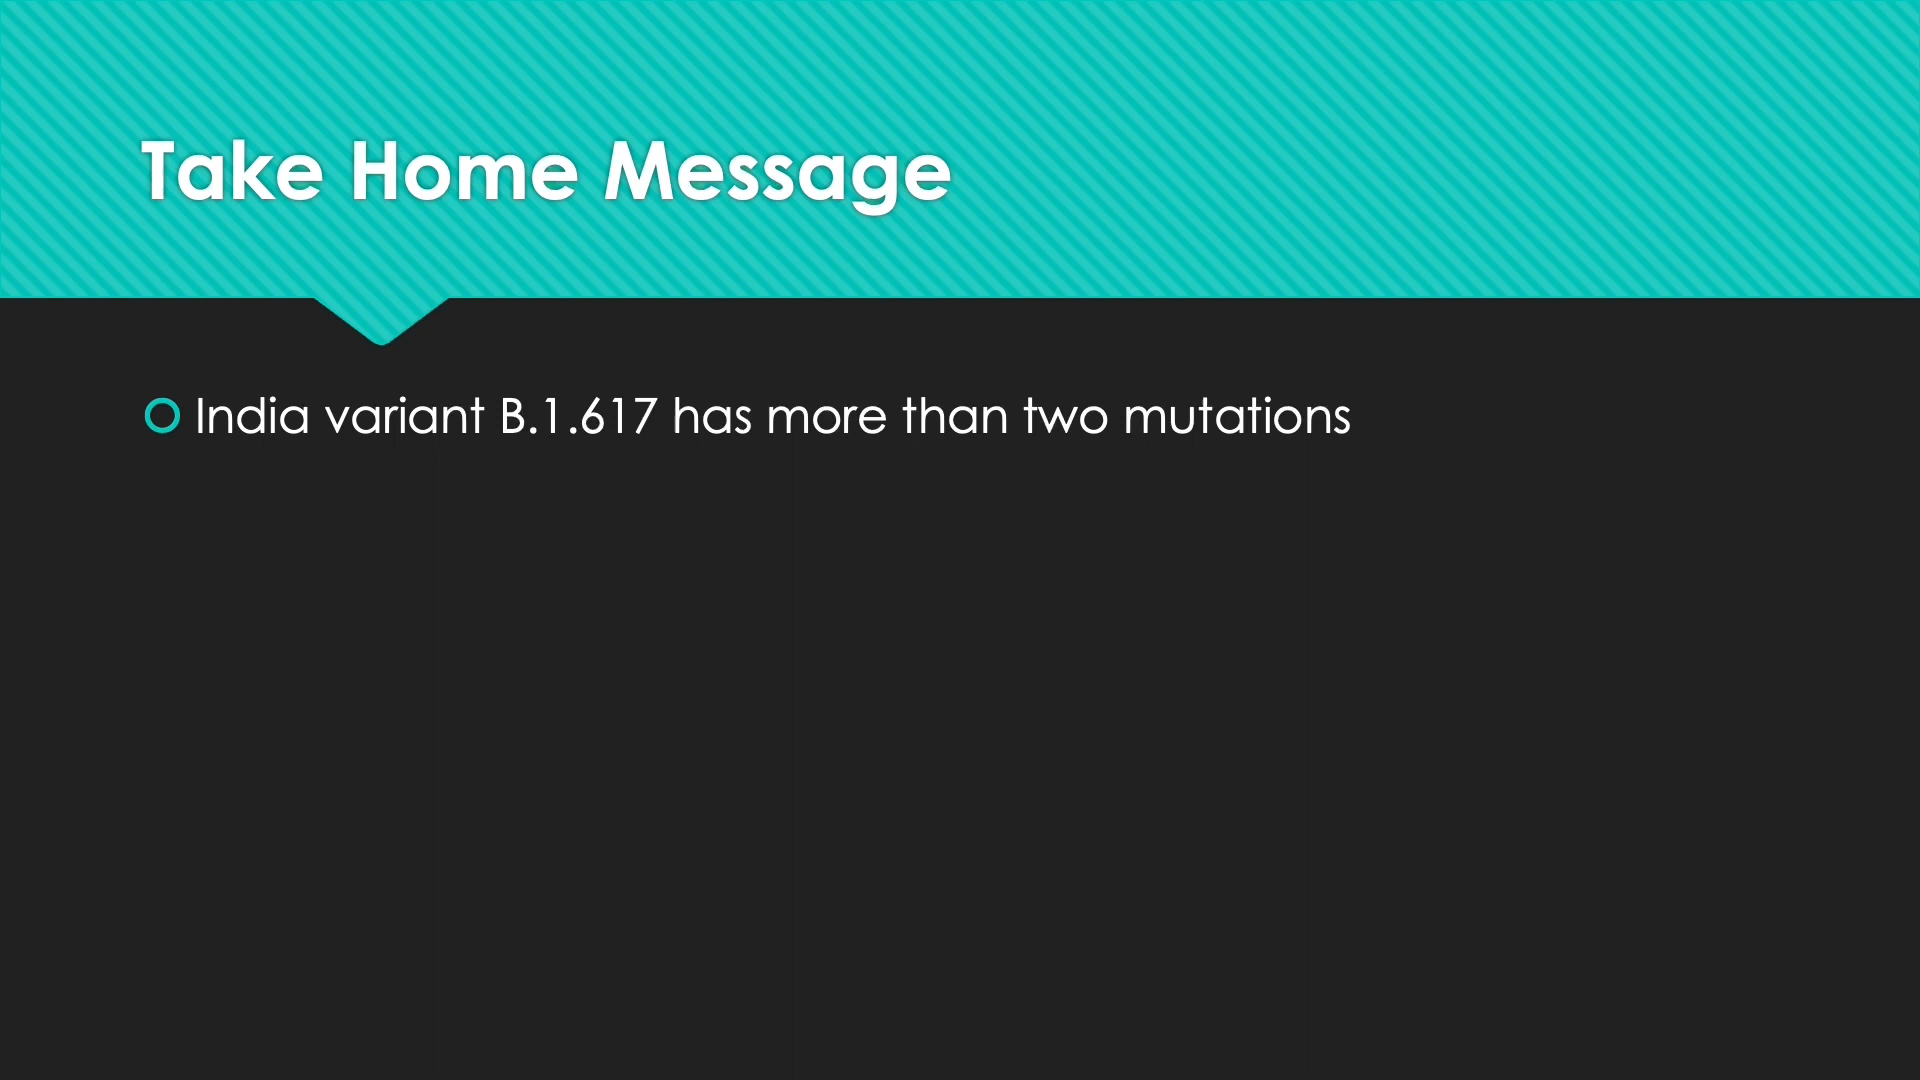 Take Home Message
India variant B.1.617 has more than two mutations